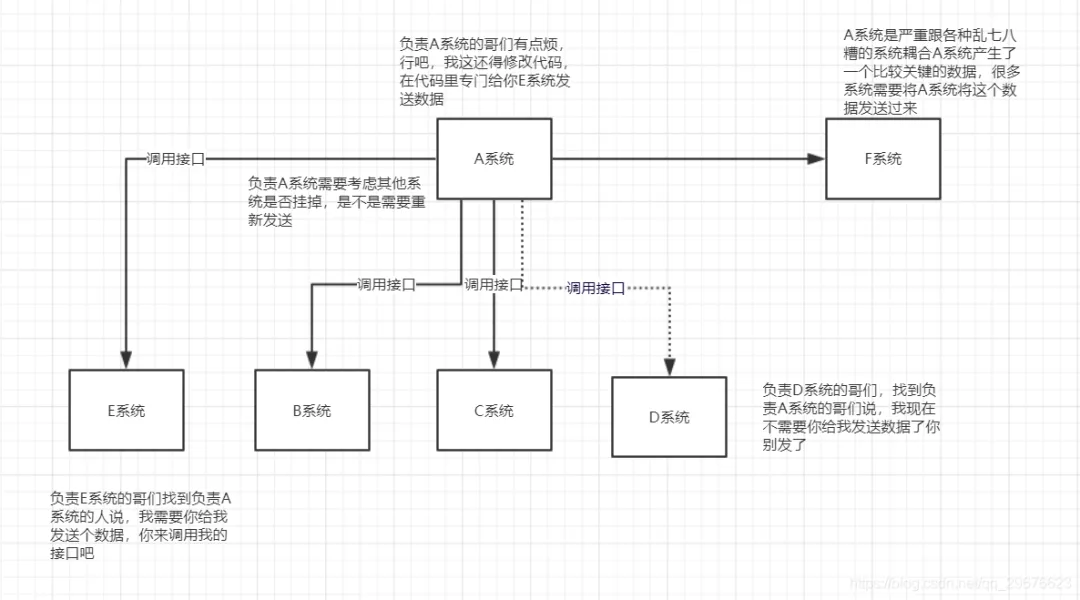 负责A系统的哥们有点烦，
行吧，我这还得修改代码，
在代码里专门给你E系统发
送数据
A系统是严重跟各种乱七八
糟的系统耦合A系统产生了
一个比较关键的数据，很多
系统需要将A系统将这个数
据发送过来
调用接口
A系统
F系统
负责A系统需要考虑其他系
统是否挂掉，是不是需要重
新发送
调用接口
调用接口
调用接口
E系统
B系统
C系统
D系统
负责D系统的哥们，找到负
责A系统的哥们说，我现在
不需要你给我发送数据了你
别发了
负责E系统的哥们找到负责A
系统的人说，我需要你给我
发送个数据，你来调用我的
接口吧